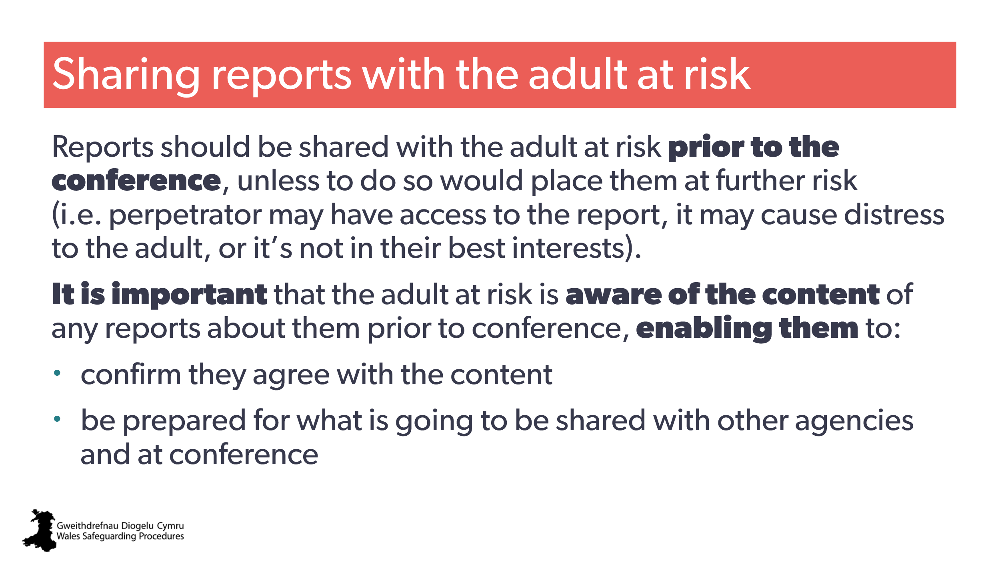 Sharing reports with the adult at risk
Reports should be shared with the adult at risk prior to the
conference, unless to do so would place them at further risk
(i.e. perpetrator may have access to the report, it may cause distress
to the adult, or it‘s not in their best interests).
It is important that the adult at risk is aware of the content of
any reports about them prior to conference, enabling them to:
• confirm they agree with the content
• be prepared for what is going to be shared with other agencies
and at conference
Gweithdrefnau Diogelu Cymru
Wales Safeguarding Procedures